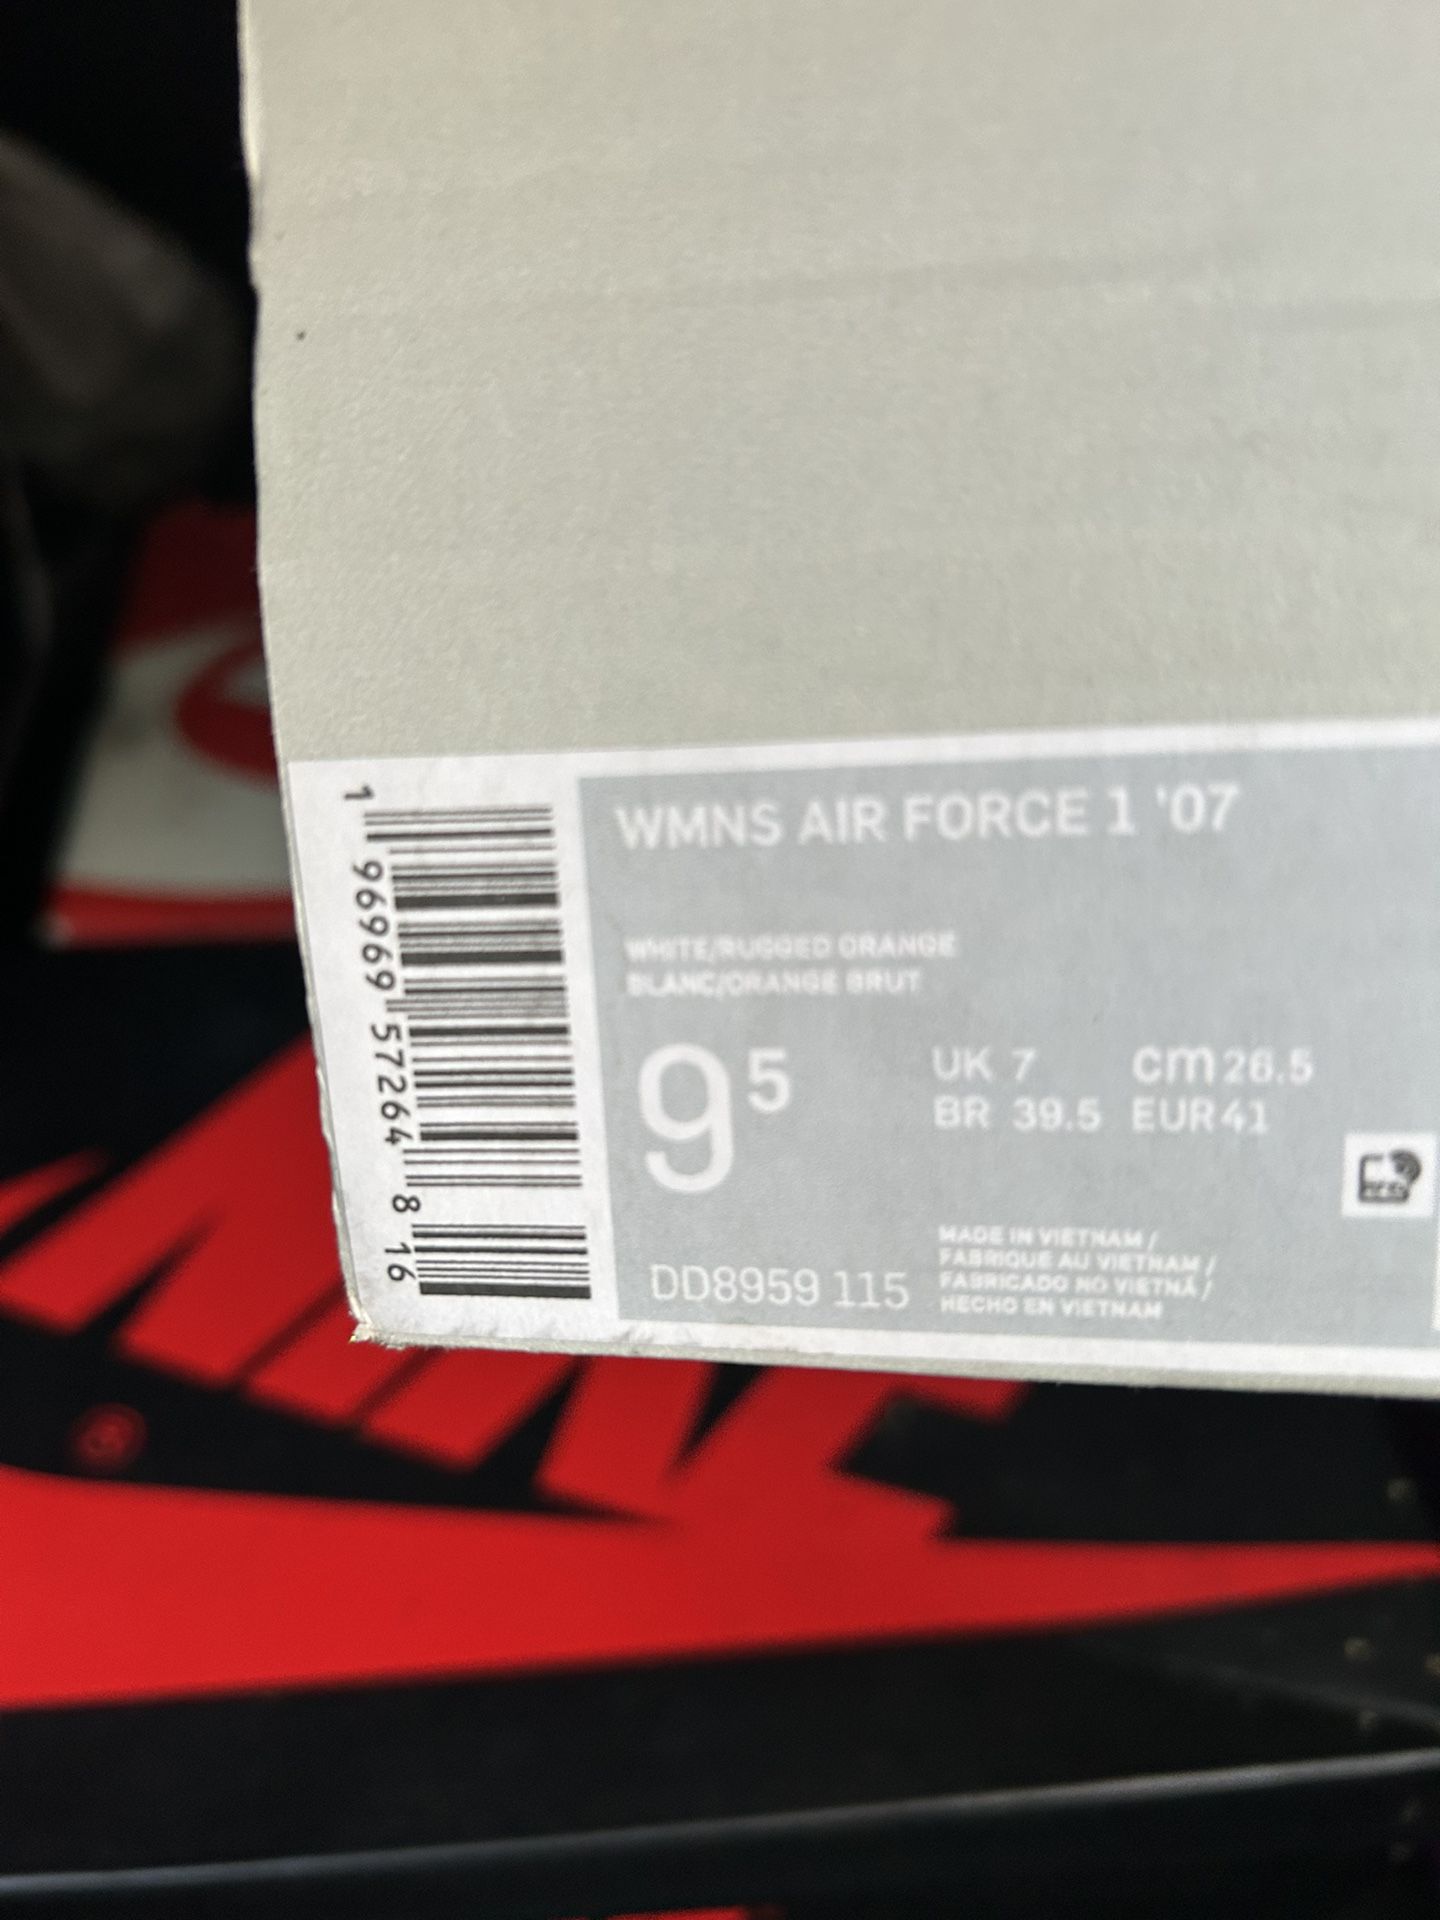 WMNS AIR FORCE 1 '07
WHITE/RUGGED ORANGE
BLANC/ORANGE BRUT
9 5
UK 7 cm 26.5
BR 39.5 EUR 41
DD8959 115
MADE IN VIETNAM /
FABRIQUE AU VIETNAM /
FABRICADO NO VIETNÃ /
HECHO EN VIETNAM
1 96969 57264 8 16
NIKE
®